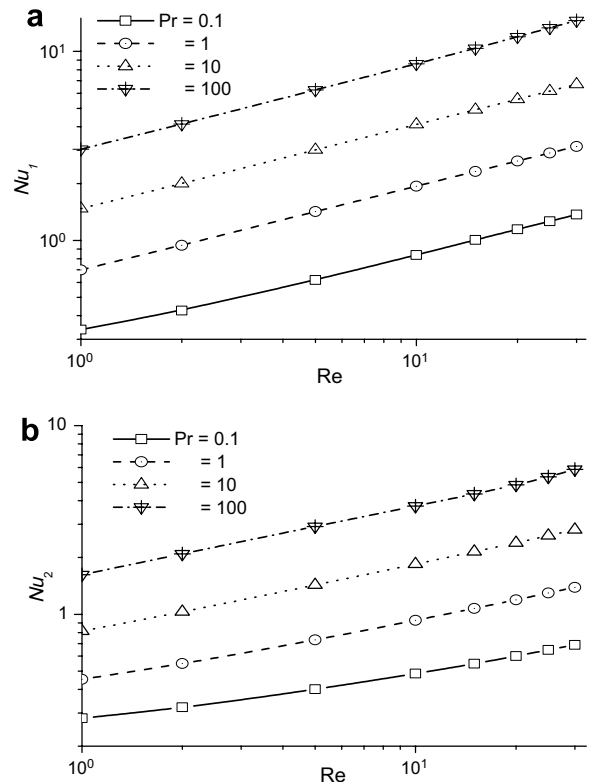 a
Pr = 0.1
= 1
= 10
= 100
10¹
10⁰
Nu₁
10⁰
10¹
Re
b
Pr = 0.1
= 1
= 10
= 100
10
1
Nu₂
10⁰
10¹
Re